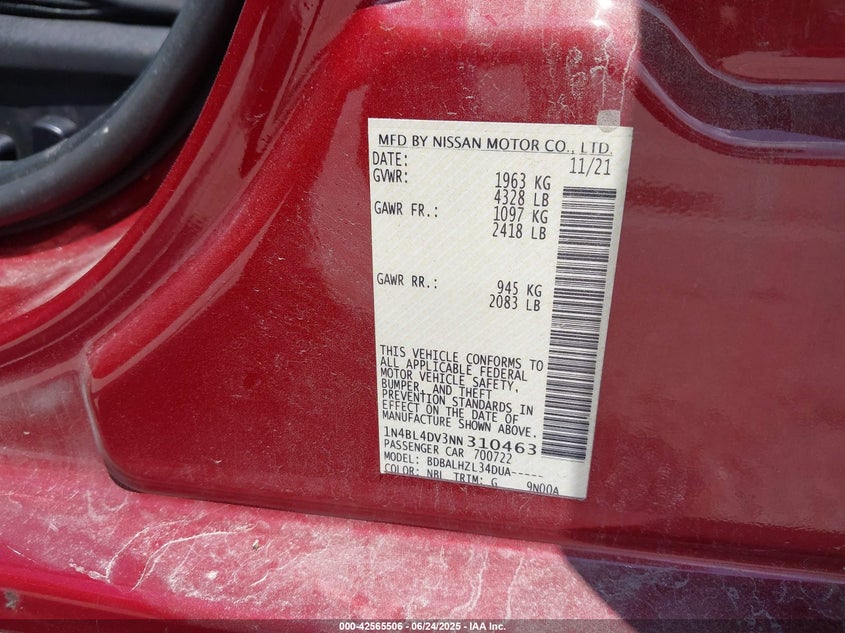 MFD BY NISSAN MOTOR CO., LTD.
DATE: 11/21
GVWR: 1963 KG
4328 LB
GAWR FR.: 1097 KG
2418 LB
GAWR RR.: 945 KG
2083 LB
THIS VEHICLE CONFORMS TO
ALL APPLICABLE FEDERAL
MOTOR VEHICLE SAFETY,
BUMPER, AND THEFT
PREVENTION STANDARDS IN
EFFECT ON THE DATE OF
MANUFACTURE SHOWN ABOVE.
1N4BL4DV3NN310463
PASSENGER CAR 700722
MODEL: BDBALHZL34DUA-----
COLOR: NBL TRIM: G 9N00A
000-42565506 - 06/24/2025 - IAA Inc.